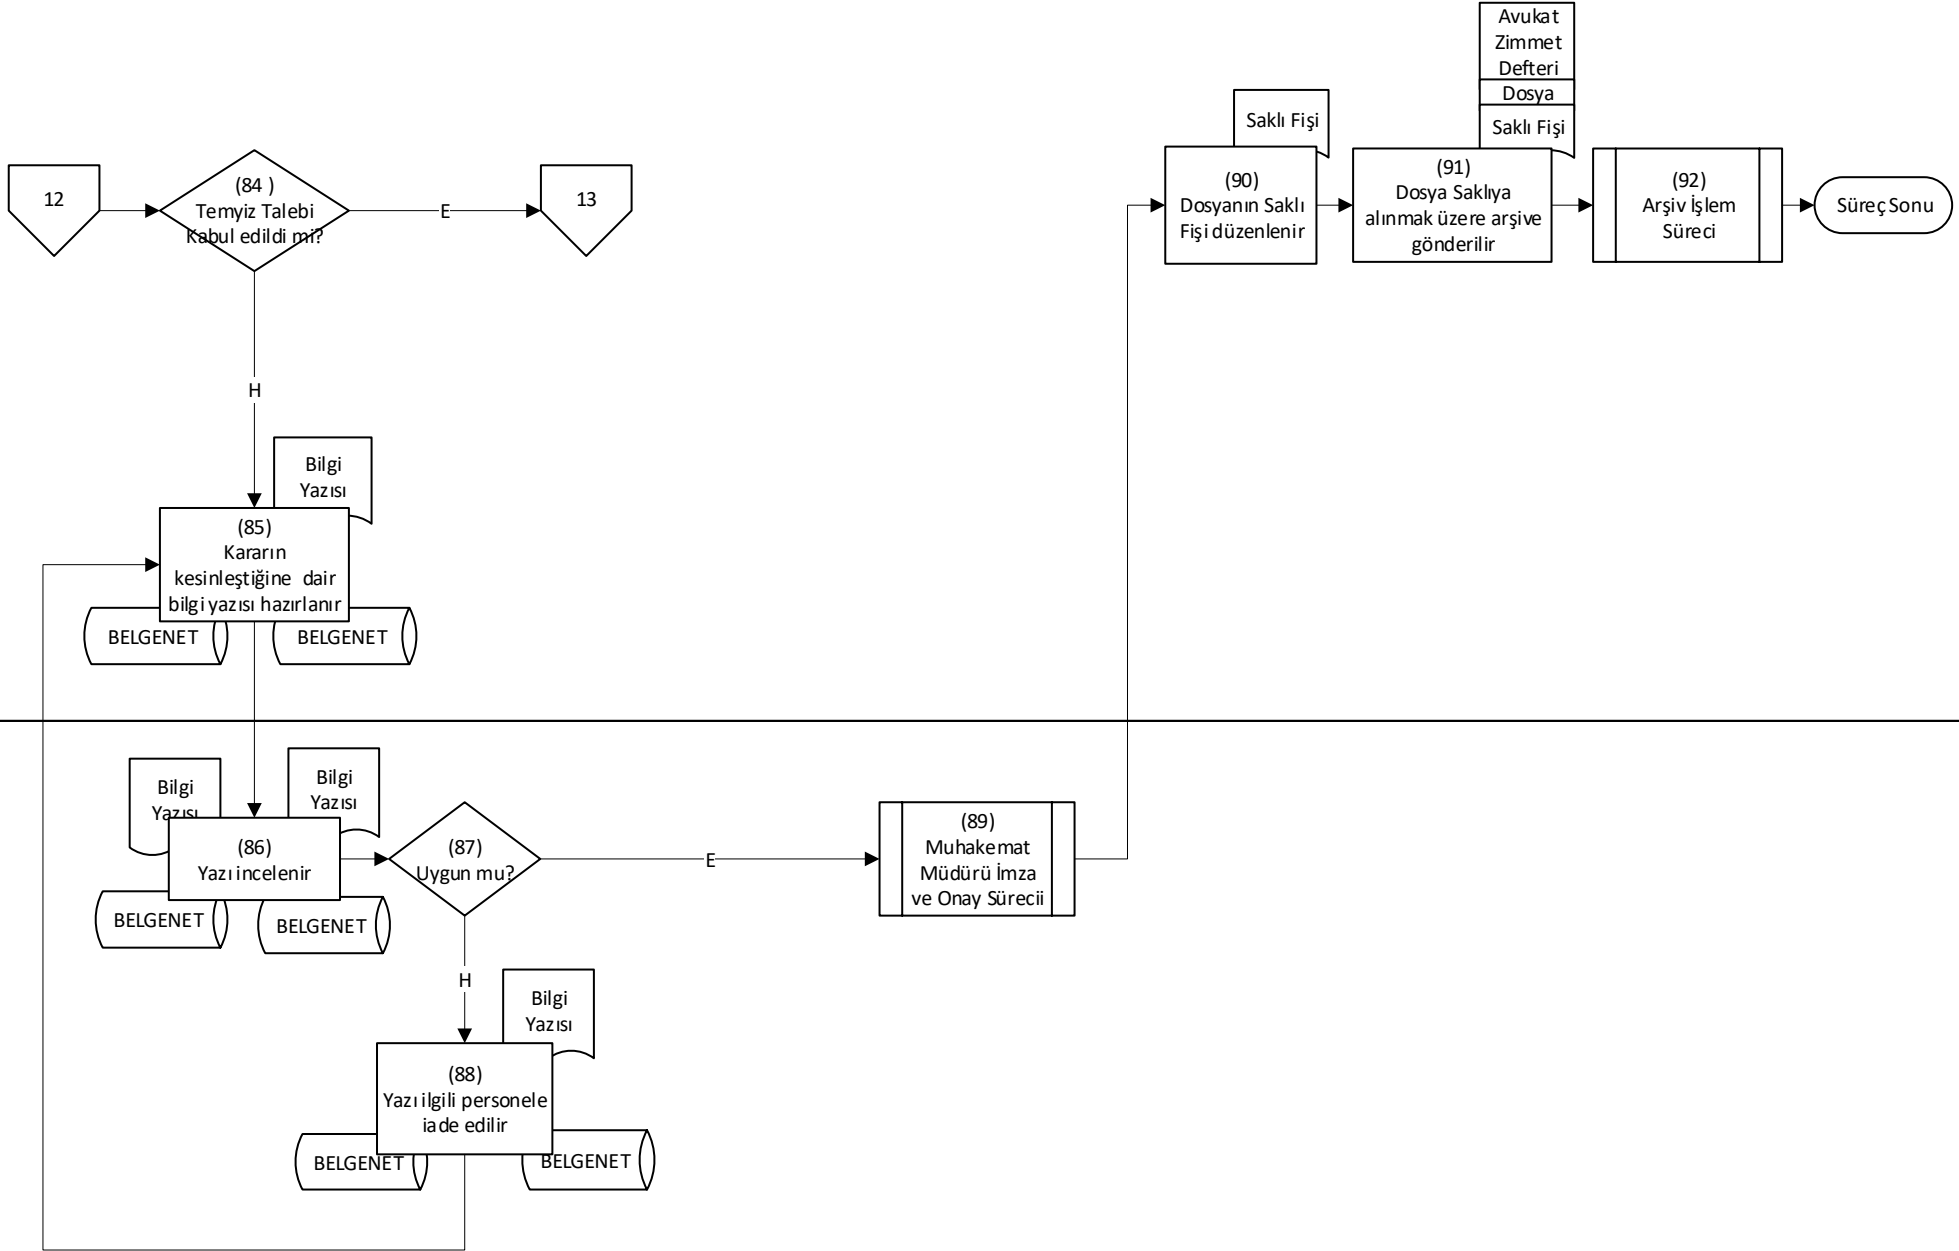 12
(84 )
Temyiz Talebi
Kabul edildi mi?
E
13
H
Bilgi
Yazısı
(85)
Kararın
kesinleştiğine dair
bilgi yazısı hazırlanır
BELGENET
BELGENET
Bilgi
Yazısı
Bilgi
Yazısı
(86)
Yazı incelenir
BELGENET
BELGENET
(87)
Uygun mu?
E
H
Bilgi
Yazısı
(88)
Yazı ilgili personele
iade edilir
BELGENET
BELGENET
(89)
Muhakemat
Müdürü İmza
ve Onay Sürecii
Saklı Fişi
(90)
Dosyanın Saklı
Fişi düzenlenir
Avukat
Zimmet
Defteri
Dosya
Saklı Fişi
(91)
Dosya Saklıya
alınmak üzere arşive
gönderilir
(92)
Arşiv İşlem
Süreci
Süreç Sonu